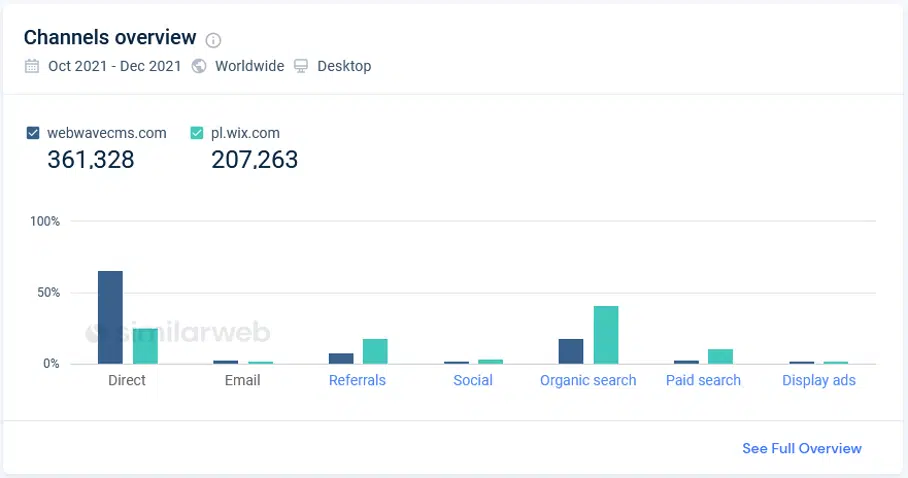 Channels overview
Oct 2021 - Dec 2021 Worldwide Desktop
webwavecms.com pl.wix.com
361,328 207,263
100%
50%
similarweb
0%
Direct Email Referrals Social Organic search Paid search Display ads
See Full Overview